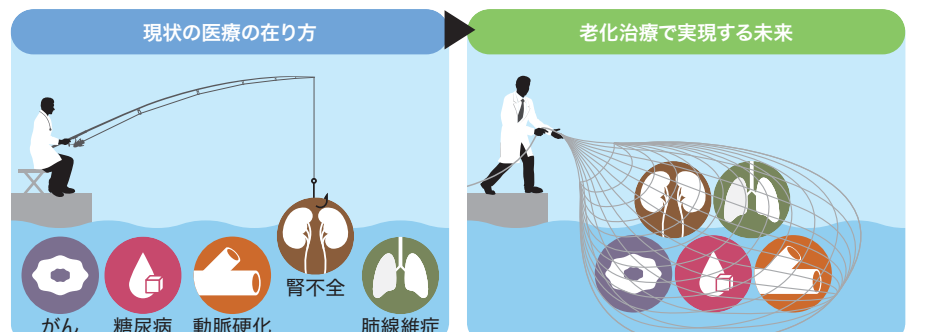 現状の医療の在り方
老化治療で実現する未来
腎不全
がん
糖尿病
動脈硬化
肺線維症